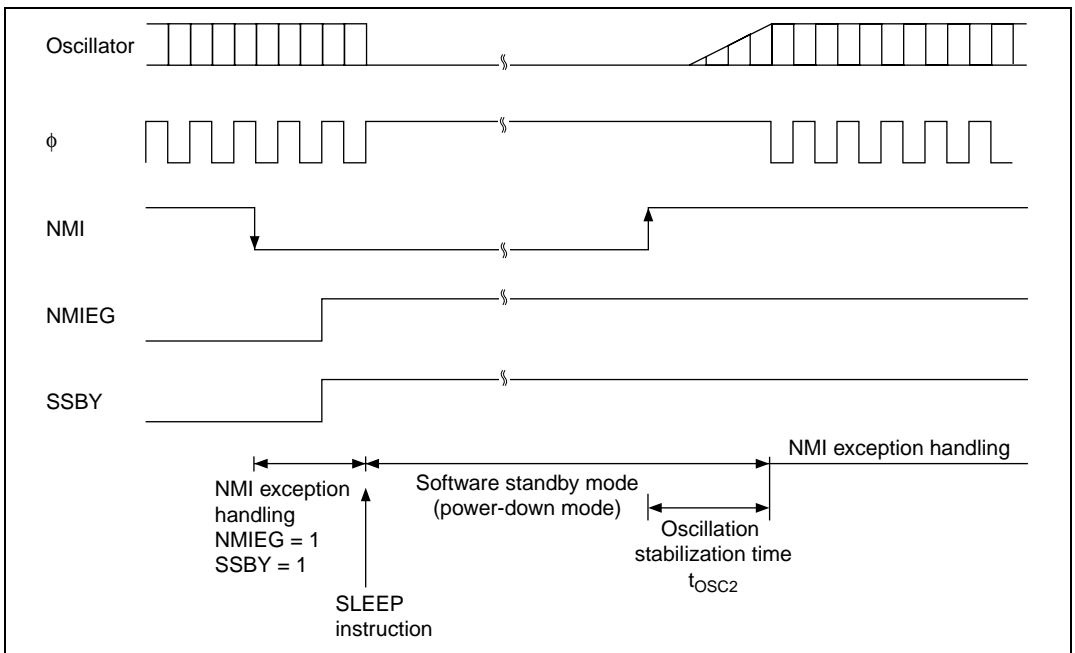 Oscillator
ϕ
NMI
NMIEG
SSBY
NMI exception handling
NMI exception
handling
NMIEG = 1
SSBY = 1
Software standby mode
(power-down mode)
Oscillation
stabilization time
tOSC2
SLEEP
instruction